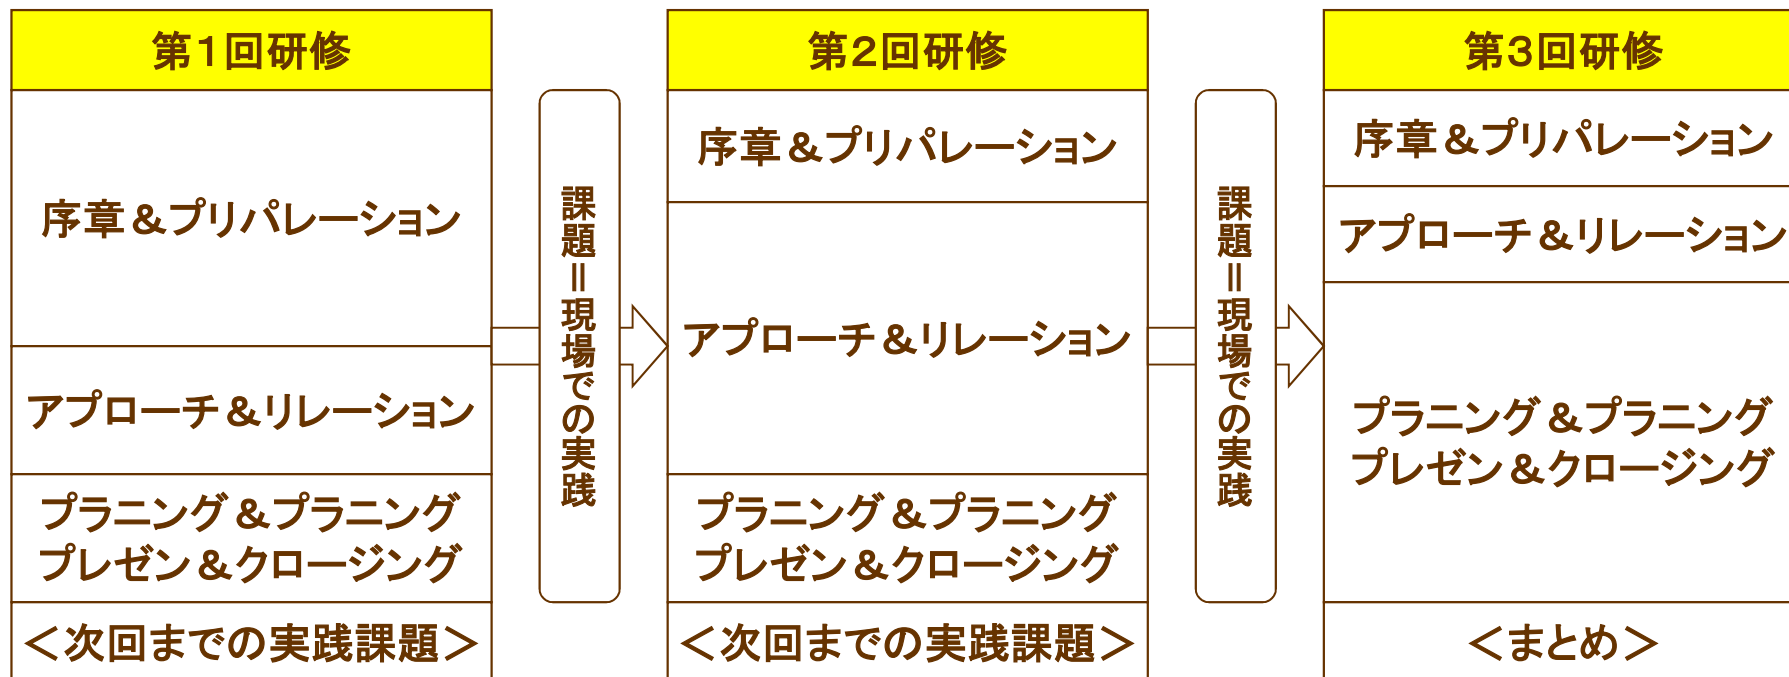 第１回研修
序章＆プリパレーション
アプローチ＆リレーション
プラニング＆プラニング
プレゼン＆クロージング
＜次回までの実践課題＞
課題＝現場での実践
第２回研修
序章＆プリパレーション
アプローチ＆リレーション
プラニング＆プラニング
プレゼン＆クロージング
＜次回までの実践課題＞
課題＝現場での実践
第３回研修
序章＆プリパレーション
アプローチ＆リレーション
プラニング＆プラニング
プレゼン＆クロージング
＜まとめ＞